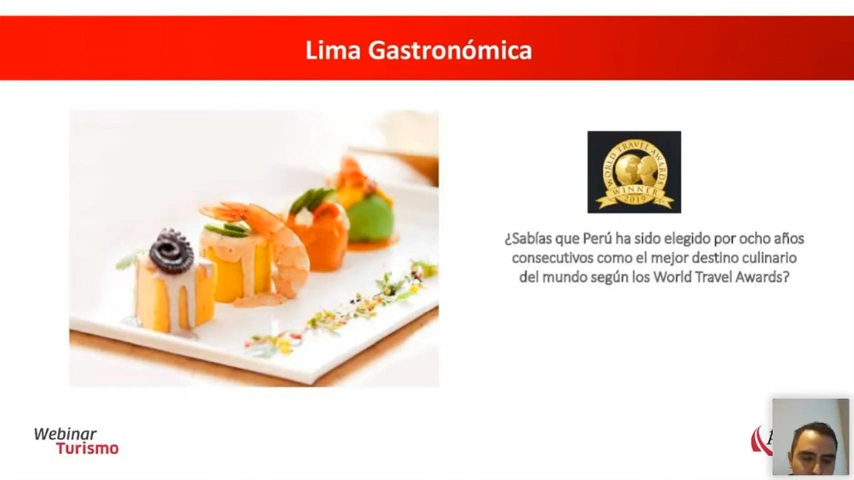 Lima Gastronómica
WORLD TRAVEL AWARDS
WINNER
¿Sabías que Perú ha sido elegido por ocho años
consecutivos como el mejor destino culinario
del mundo según los World Travel Awards?
Webinar
Turismo